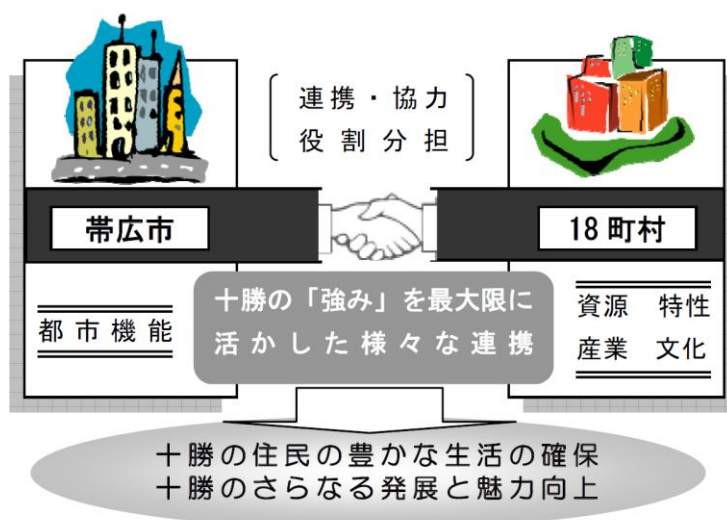 連携・協力
役割分担
帯広市
18町村
都市機能
十勝の「強み」を最大限に
活かした様々な連携
資源 特性
産業 文化
十勝の住民の豊かな生活の確保
十勝のさらなる発展と魅力向上